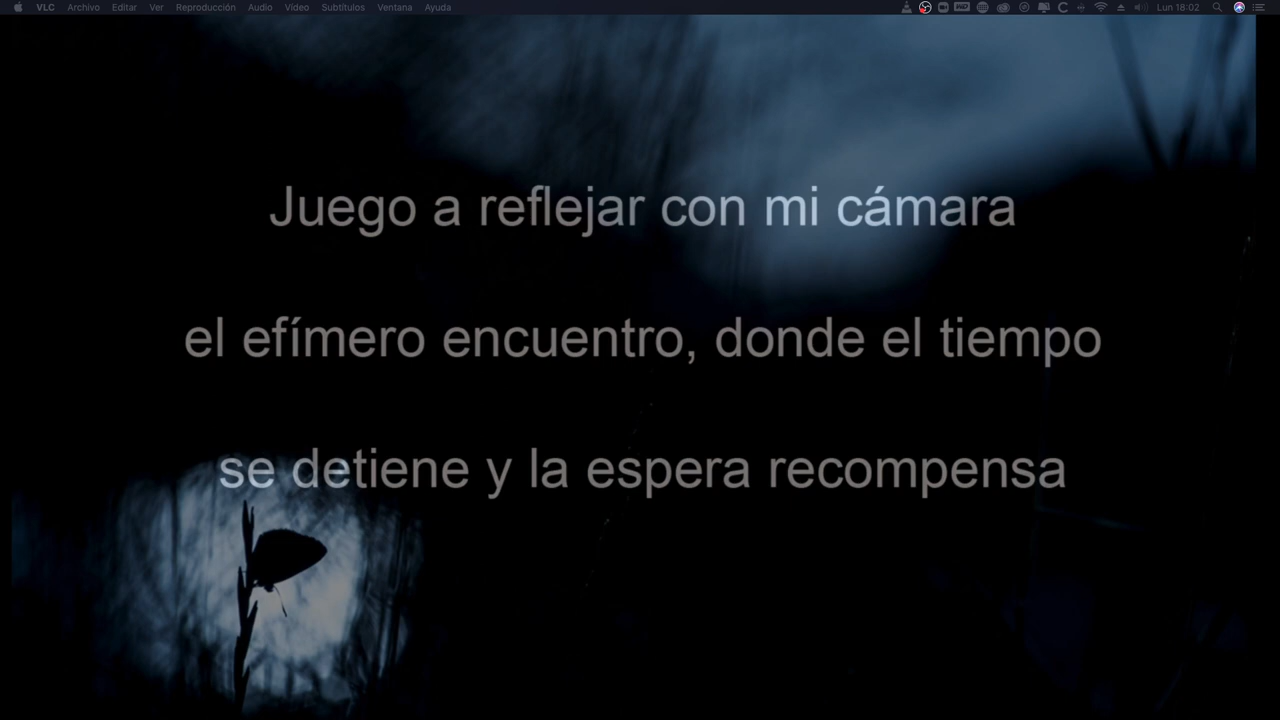 VLC Archivo Editar Ver Reproducción Audio Vídeo Subtítulos Ventana Ayuda Lun 18:02
Juego a reflejar con mi cámara
el efímero encuentro, donde el tiempo
se detiene y la espera recompensa